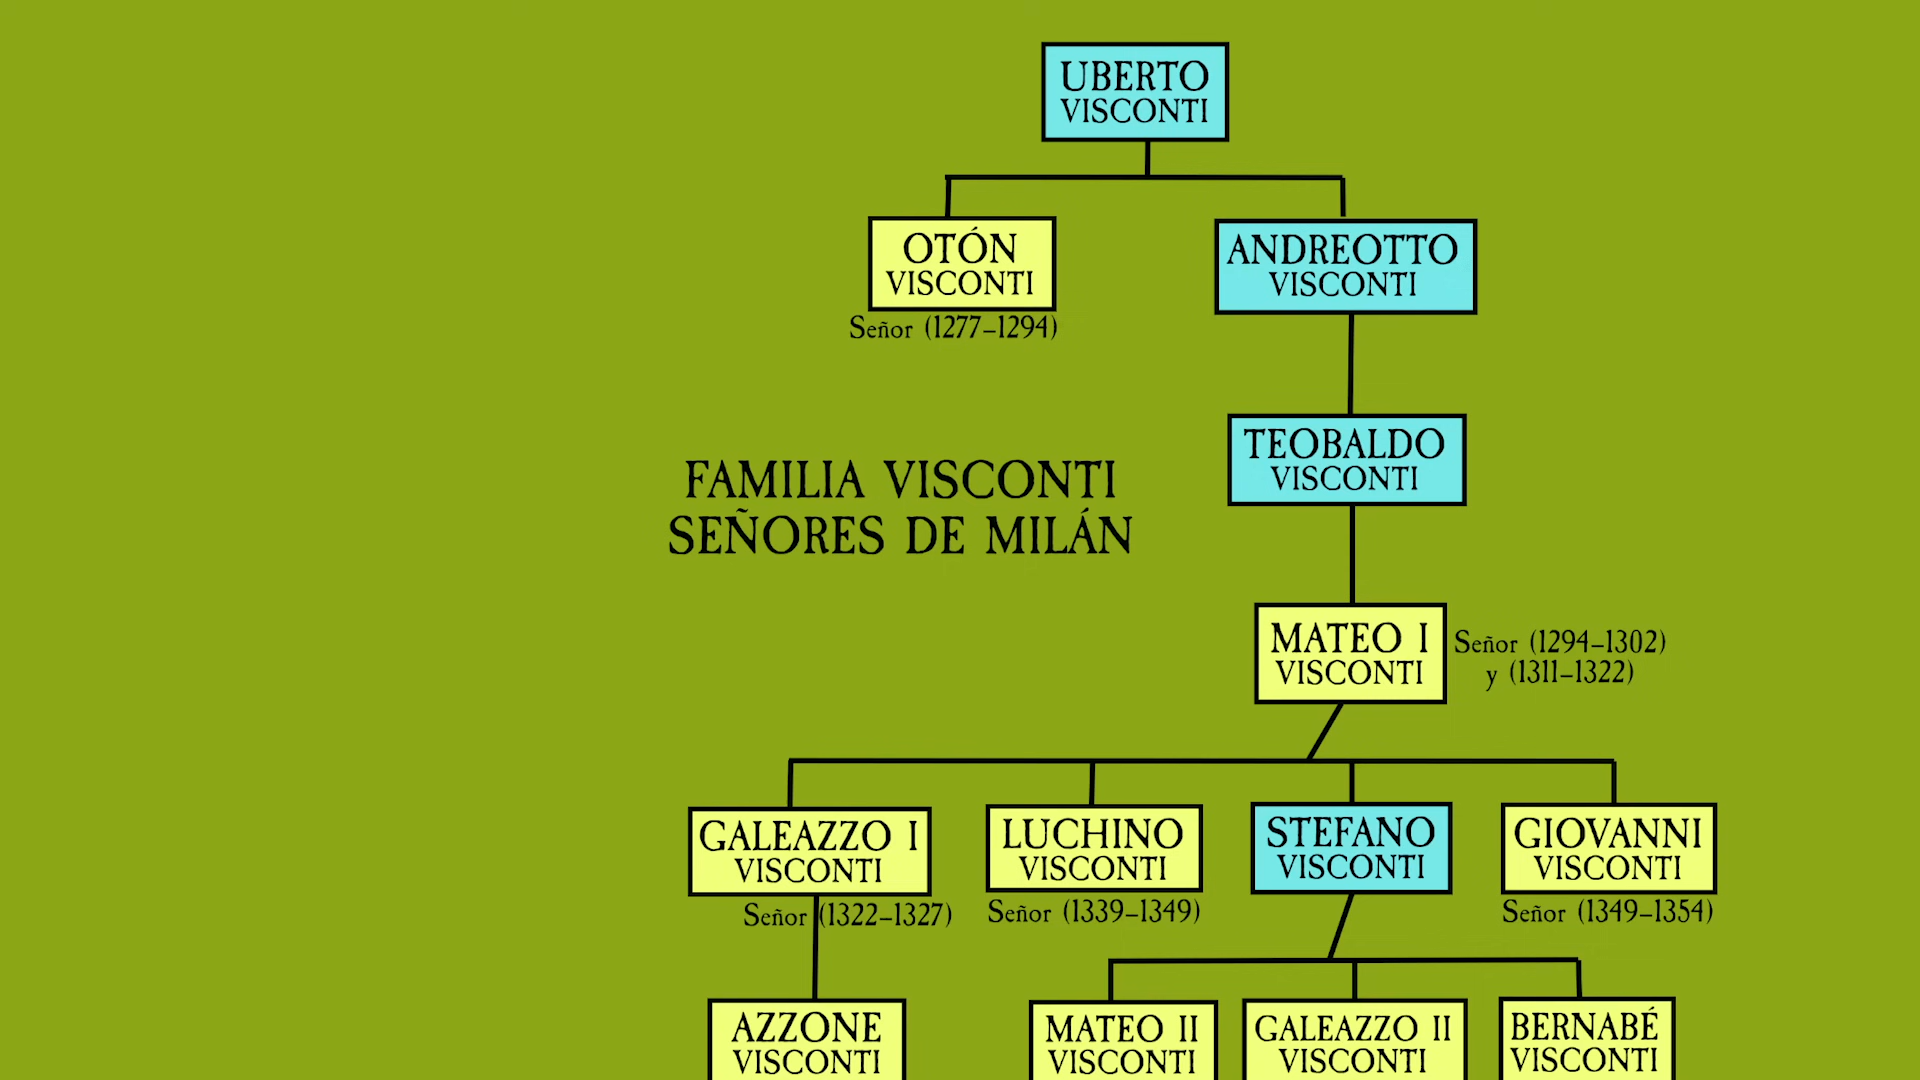 UBERTO
VISCONTI
OTÓN
VISCONTI
Señor (1277-1294)
ANDREOTTO
VISCONTI
TEOBALDO
VISCONTI
FAMILIA VISCONTI
SEÑORES DE MILÁN
MATEO I
VISCONTI
Señor (1294-1302)
y (1311-1322)
GALEAZZO I
VISCONTI
Señor (1322-1327)
LUCHINO
VISCONTI
Señor (1339-1349)
STEFANO
VISCONTI
GIOVANNI
VISCONTI
Señor (1349-1354)
AZZONE
VISCONTI
MATEO II
VISCONTI
GALEAZZO II
VISCONTI
BERNABÉ
VISCONTI